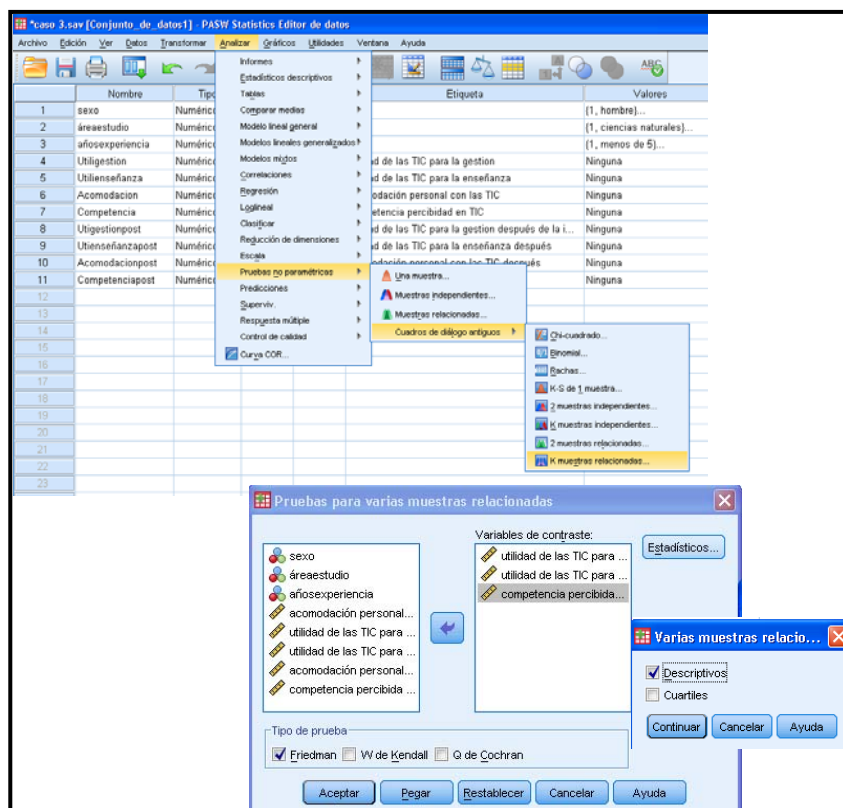 *caso 3.sav [Conjunto_de_datos1] - PASW Statistics Editor de datos
Archivo Edición Ver Datos Transformar Analizar Gráficos Utilidades Ventana Ayuda
Nombre Tipo Etiqueta Valores
1 sexo Numérico {1, hombre}...
2 áreaestudio Numérico {1, ciencias naturales}...
3 añosexperiencia Numérico {1, menos de 5}...
4 Utiligestion Numérico d de las TIC para la gestion Ninguna
5 Utilienseñanza Numérico d de las TIC para la enseñanza Ninguna
6 Acomodacion Numérico odación personal con las TIC Ninguna
7 Competencia Numérico etencia percibidad en TIC Ninguna
8 Utigestionpost Numérico d de las TIC para la gestion después de la i... Ninguna
9 Utienseñanzapost Numérico d de las TIC para la enseñanza después Ninguna
10 Acomodacionpost Numérico odación personal con las TIC después Ninguna
11 Competenciapost Numérico Ninguna
12
13
14
15
16
17
18
19
20
21
22
23
Informes
Estadísticos descriptivos
Tablas
Comparar medias
Modelo lineal general
Modelos lineales generalizados
Modelos mixtos
Correlaciones
Regresión
Loglineal
Clasificar
Reducción de dimensiones
Escala
Pruebas no paramétricas
Predicciones
Superviv.
Respuesta múltiple
Control de calidad
Curva COR...
Una muestra...
Muestras independientes...
Muestras relacionadas...
Cuadros de diálogo antiguos
Chi-cuadrado...
Binomial...
Rachas...
K-S de 1 muestra...
2 muestras independientes...
K muestras independientes...
2 muestras relacionadas...
K muestras relacionadas...
Pruebas para varias muestras relacionadas
Variables de contraste:
sexo
áreaestudio
añosexperiencia
acomodación personal...
utilidad de las TIC para ...
utilidad de las TIC para ...
acomodación personal...
competencia percibida ...
utilidad de las TIC para ...
utilidad de las TIC para ...
competencia percibida...
Estadísticos...
Tipo de prueba
Friedman W de Kendall Q de Cochran
Aceptar Pegar Restablecer Cancelar Ayuda
Varias muestras relacio...
Descriptivos
Cuartiles
Continuar Cancelar Ayuda